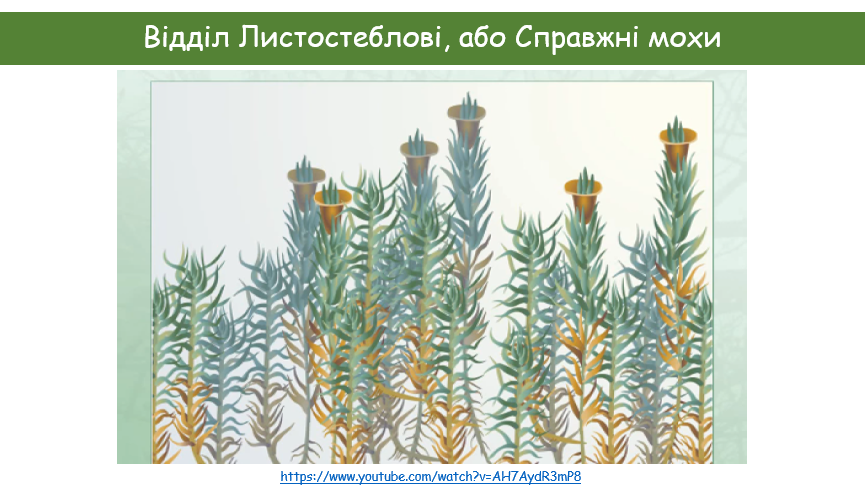 Відділ Листостеблові, або Справжні мохи
https://www.youtube.com/watch?v=AH7AydR3mP8